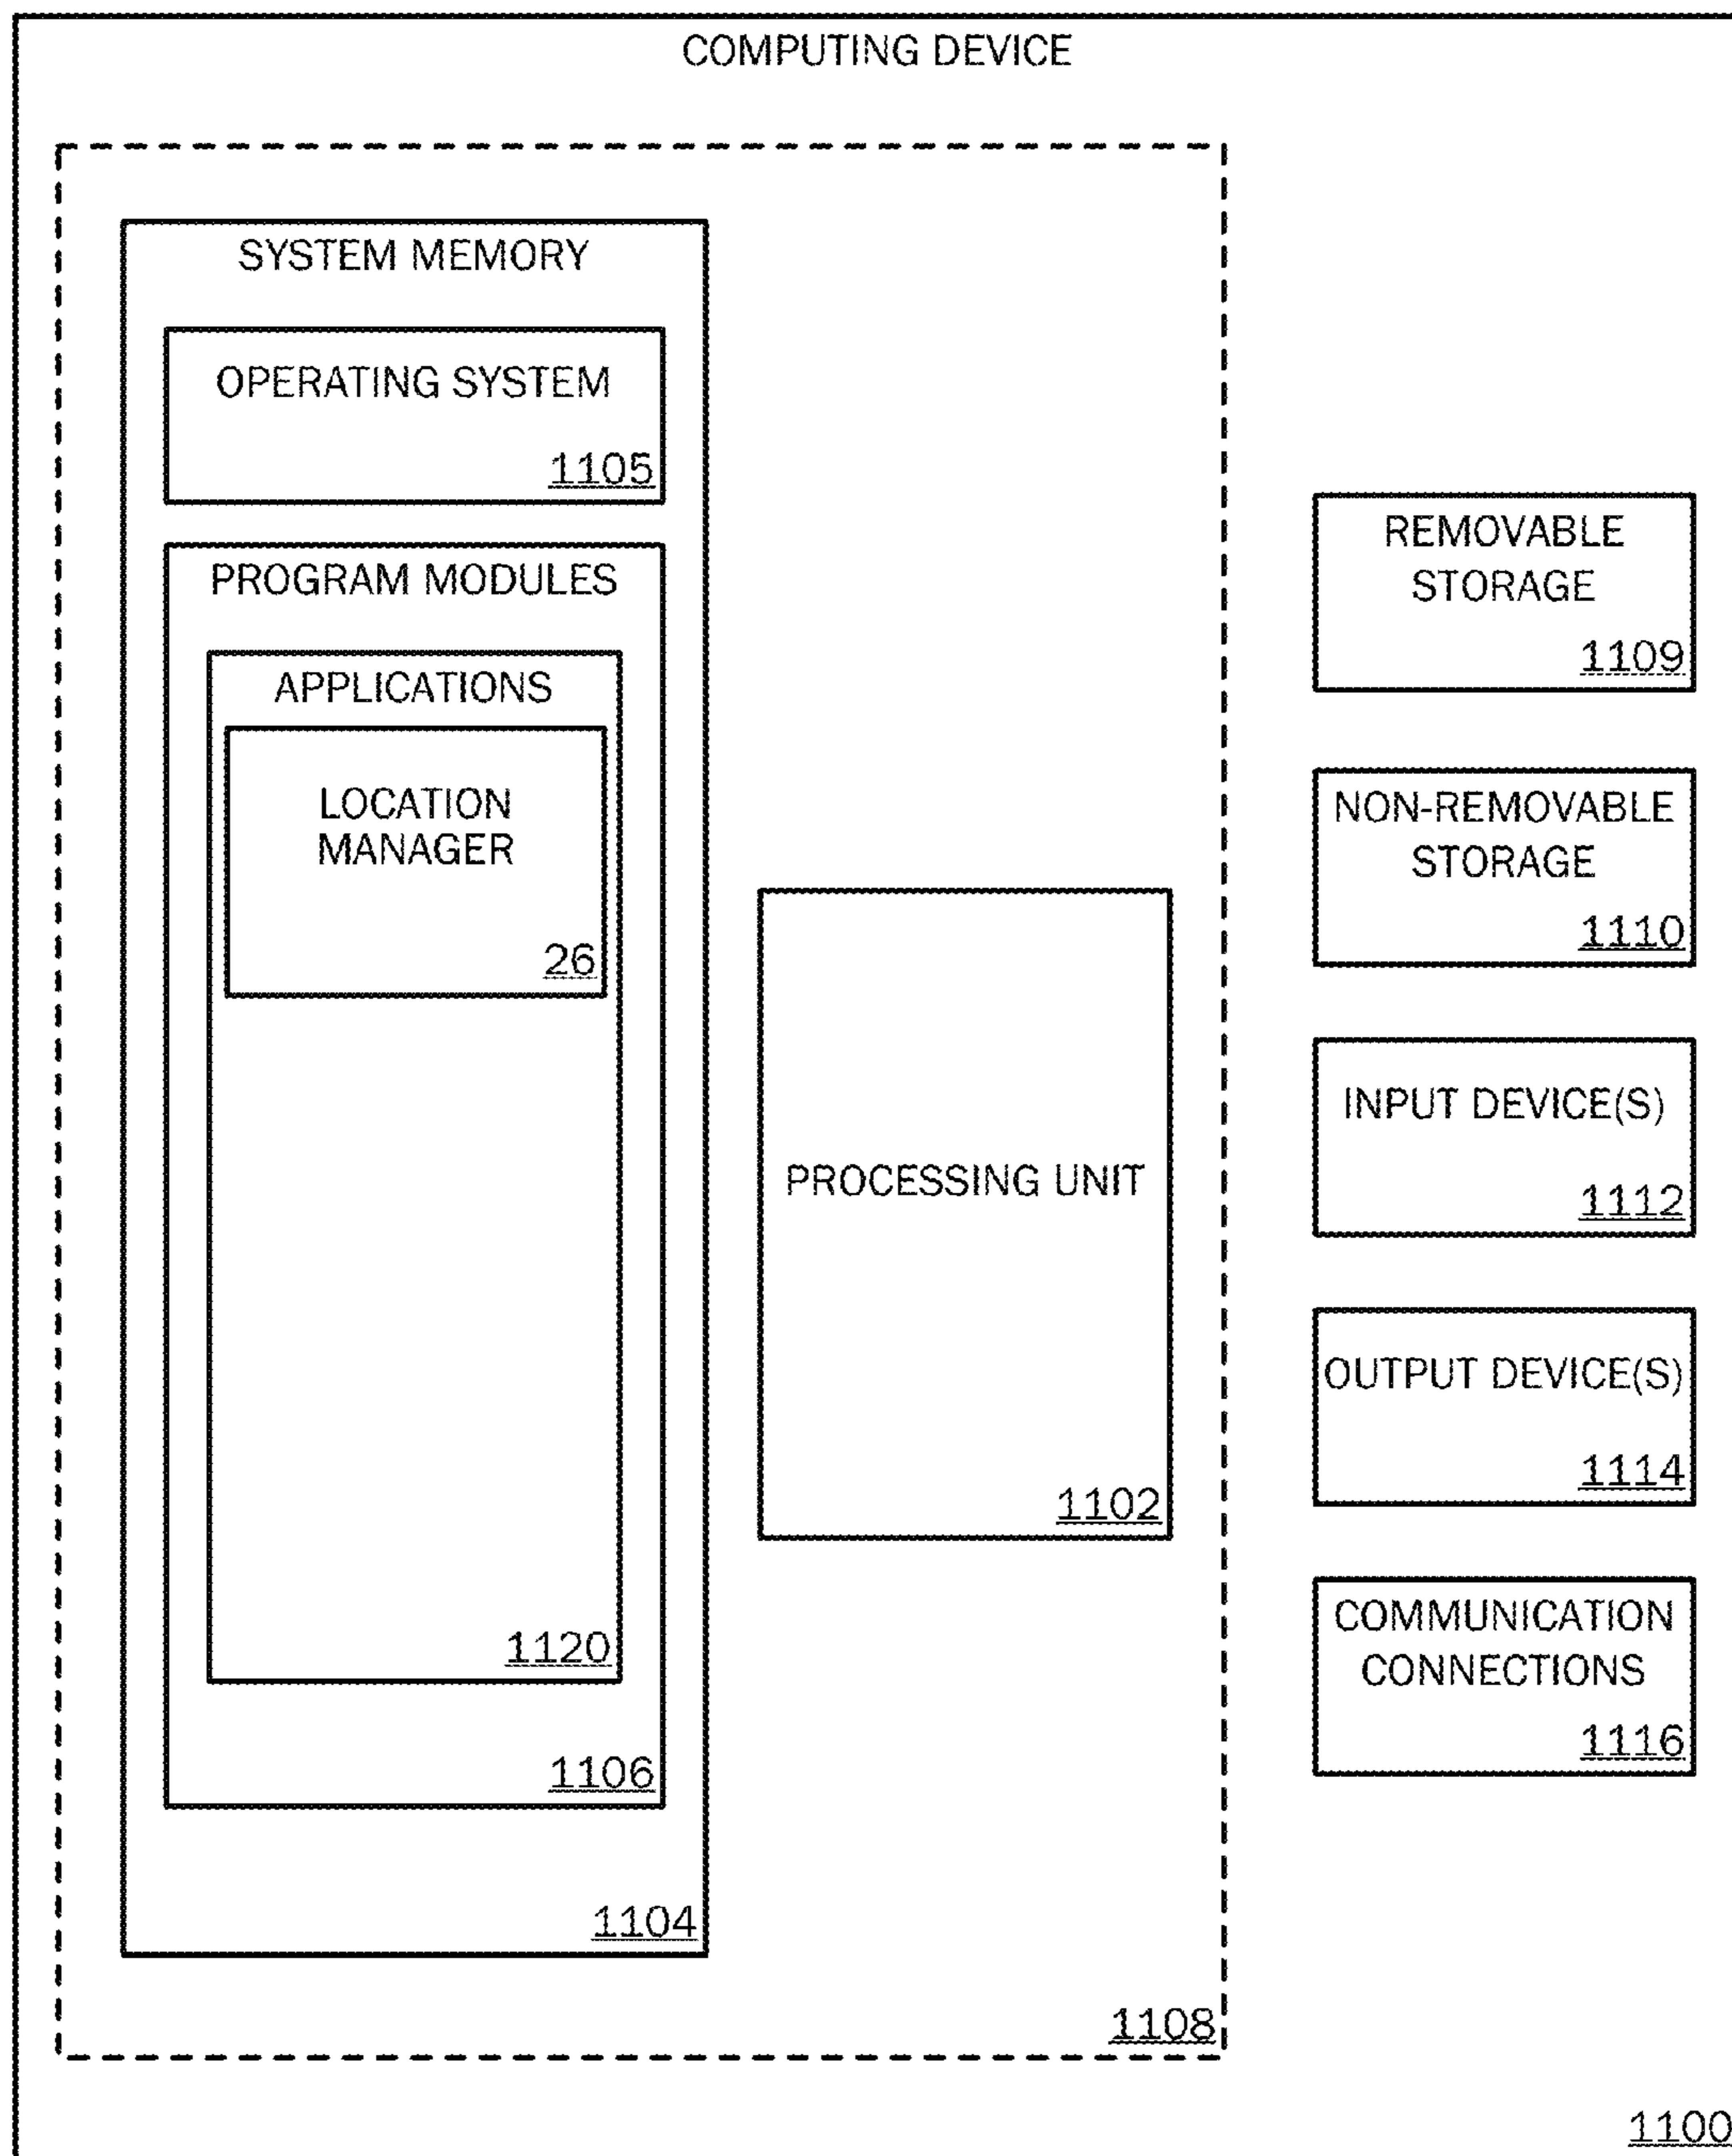 COMPUTING DEVICE
SYSTEM MEMORY
OPERATING SYSTEM
1105
PROGRAM MODULES
APPLICATIONS
LOCATION
MANAGER
26
1120
1106
1104
PROCESSING UNIT
1102
1108
REMOVABLE
STORAGE
1109
NON-REMOVABLE
STORAGE
1110
INPUT DEVICE(S)
1112
OUTPUT DEVICE(S)
1114
COMMUNICATION
CONNECTIONS
1116
1100